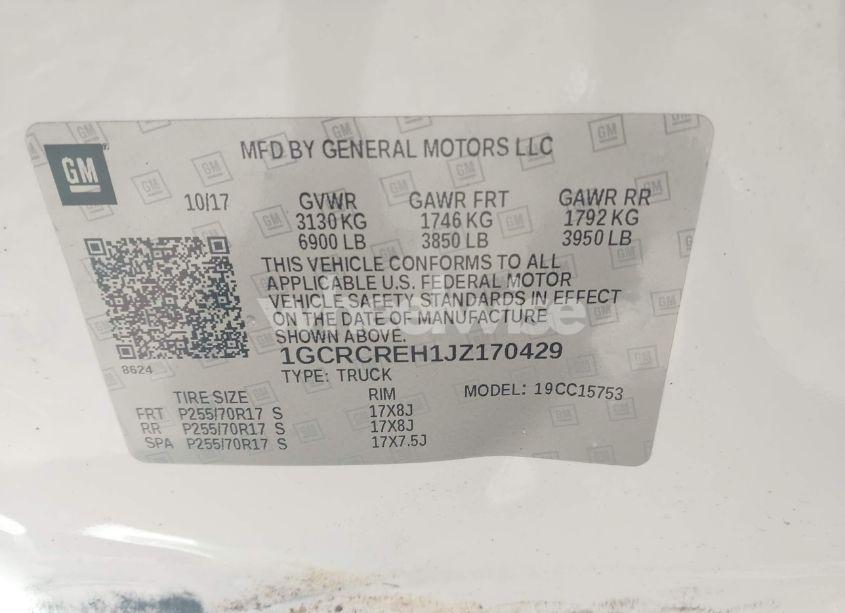 GM
MFD BY GENERAL MOTORS LLC
10/17 GVWR GAWR FRT GAWR RR
3130 KG 1746 KG 1792 KG
6900 LB 3850 LB 3950 LB
THIS VEHICLE CONFORMS TO ALL
APPLICABLE U.S. FEDERAL MOTOR
VEHICLE SAFETY STANDARDS IN EFFECT
ON THE DATE OF MANUFACTURE
SHOWN ABOVE.
8624
1GCRCREH1JZ170429
TYPE: TRUCK MODEL: 19CC15753
TIRE SIZE RIM
FRT P255/70R17 S 17X8J
RR P255/70R17 S 17X8J
SPA P255/70R17 S 17X7.5J